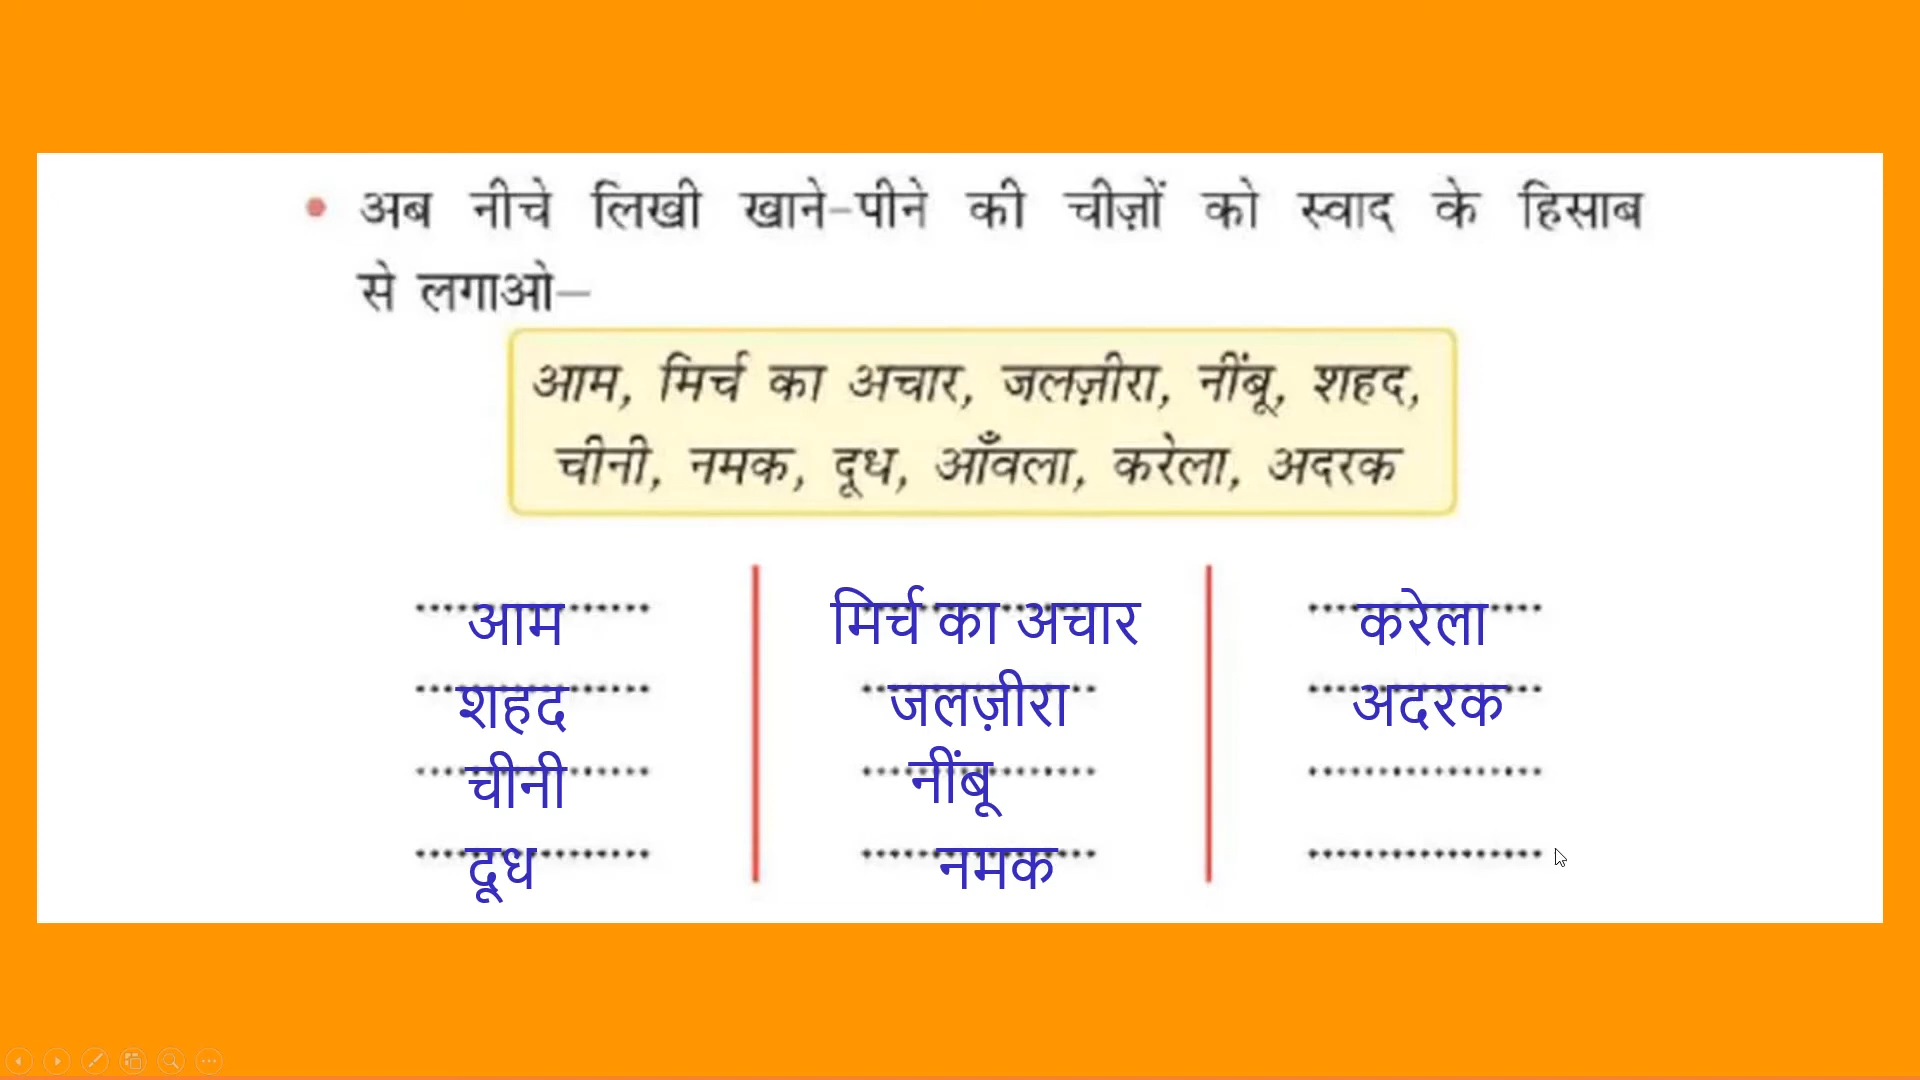 • अब नीचे लिखी खाने-पीने की चीज़ों को स्वाद के हिसाब
से लगाओ–
आम, मिर्च का अचार, जलज़ीरा, नींबू, शहद,
चीनी, नमक, दूध, आँवला, करेला, अदरक
आम
शहद
चीनी
दूध
मिर्च का अचार
जलज़ीरा
नींबू
नमक
करेला
अदरक